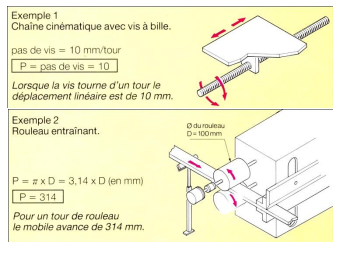 Exemple 1
Chaîne cinématique avec vis à bille.
pas de vis = 10 mm/tour
P = pas de vis = 10
Lorsque la vis tourne d'un tour le
déplacement linéaire est de 10 mm.
Exemple 2
Rouleau entraînant.
Ø du rouleau
D = 100 mm
P = π x D = 3,14 x D (en mm)
P = 314
Pour un tour de rouleau
le mobile avance de 314 mm.